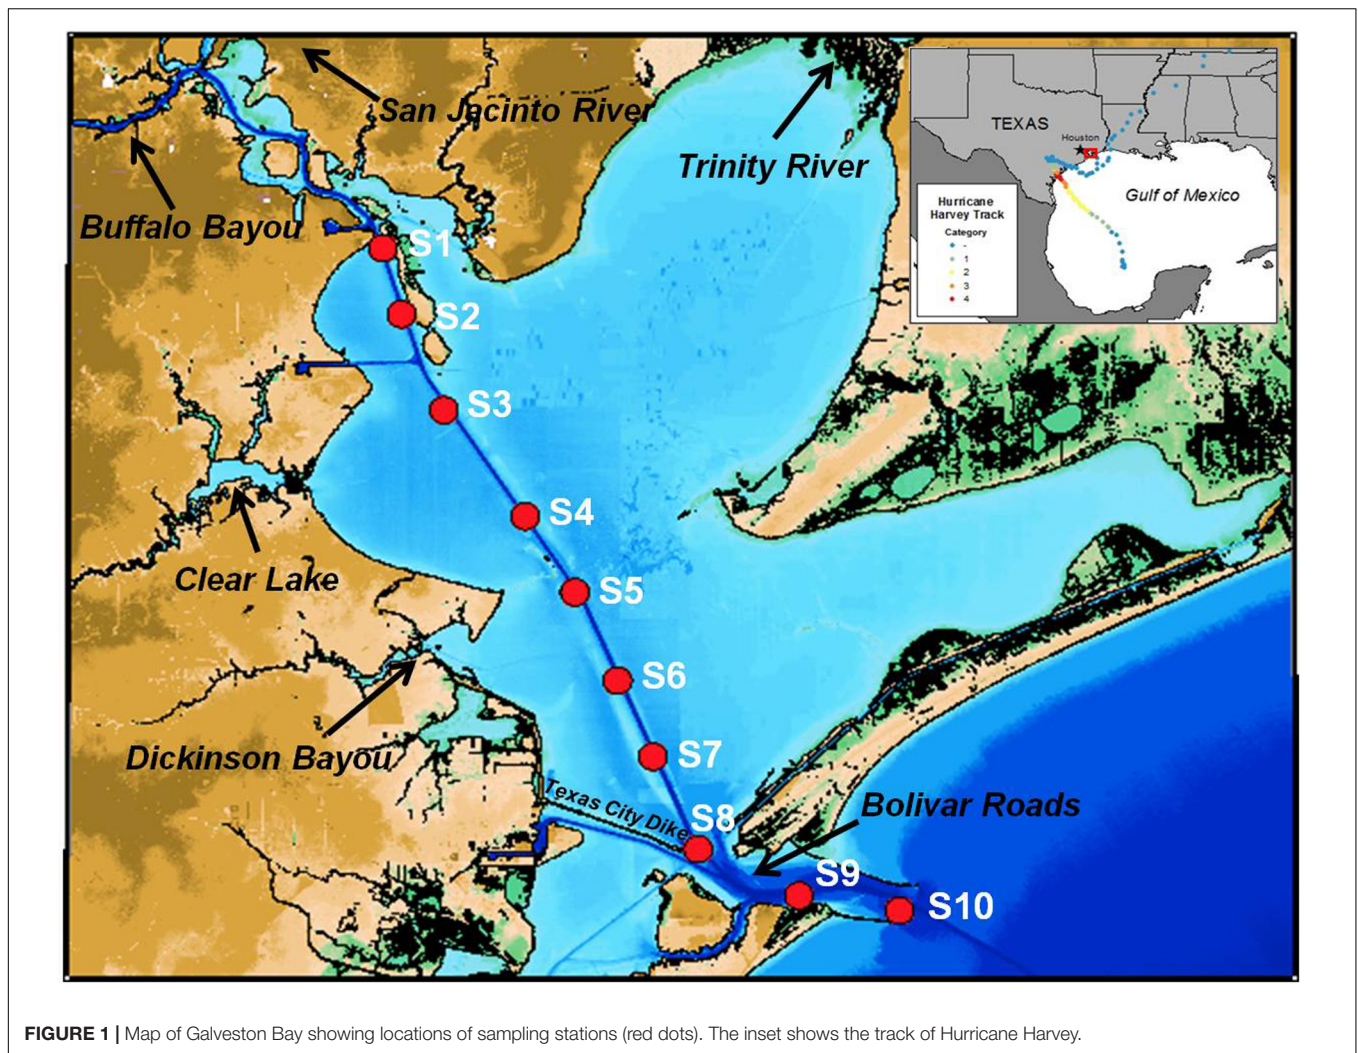 San Jacinto River
Trinity River
Buffalo Bayou
S1
S2
S3
S4
S5
S6
S7
S8
S9
S10
Clear Lake
Dickinson Bayou
Texas City Dike
Bolivar Roads
TEXAS
Houston
Gulf of Mexico
Hurricane
Harvey Track
Category
-
1
2
3
4
FIGURE 1 | Map of Galveston Bay showing locations of sampling stations (red dots). The inset shows the track of Hurricane Harvey.